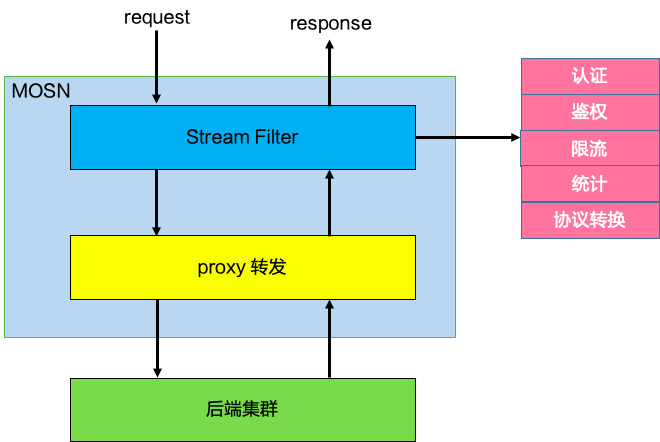 request
response
MOSN
Stream Filter
认证
鉴权
限流
统计
协议转换
proxy 转发
后端集群